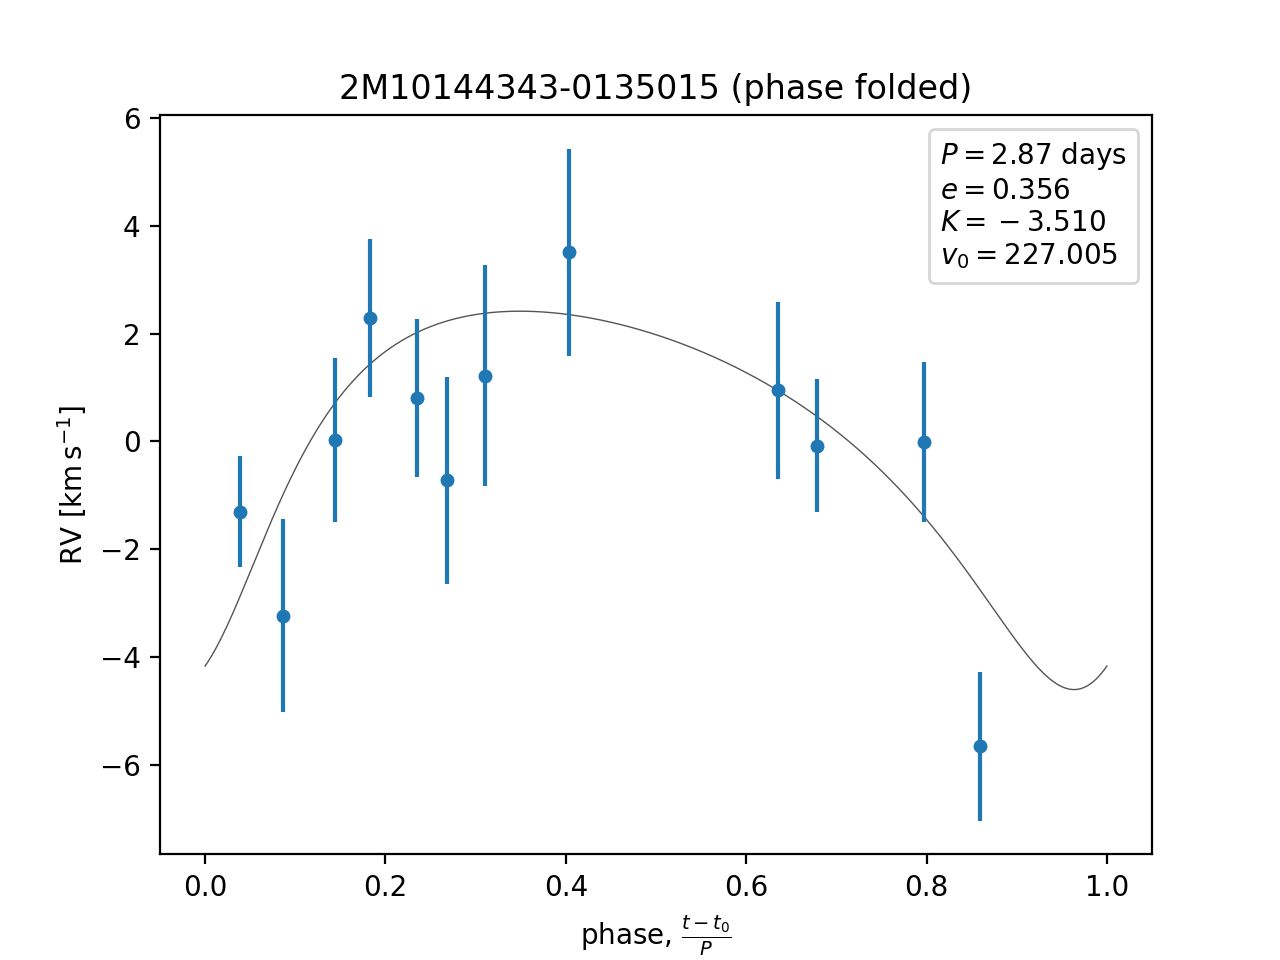 2M10144343-0135015 (phase folded)
P = 2.87 days
e = 0.356
K = −3.510
v₀ = 227.005
RV [km s⁻¹]
6
4
2
0
−2
−4
−6
0.0 0.2 0.4 0.6 0.8 1.0
phase, (t − t₀)/P